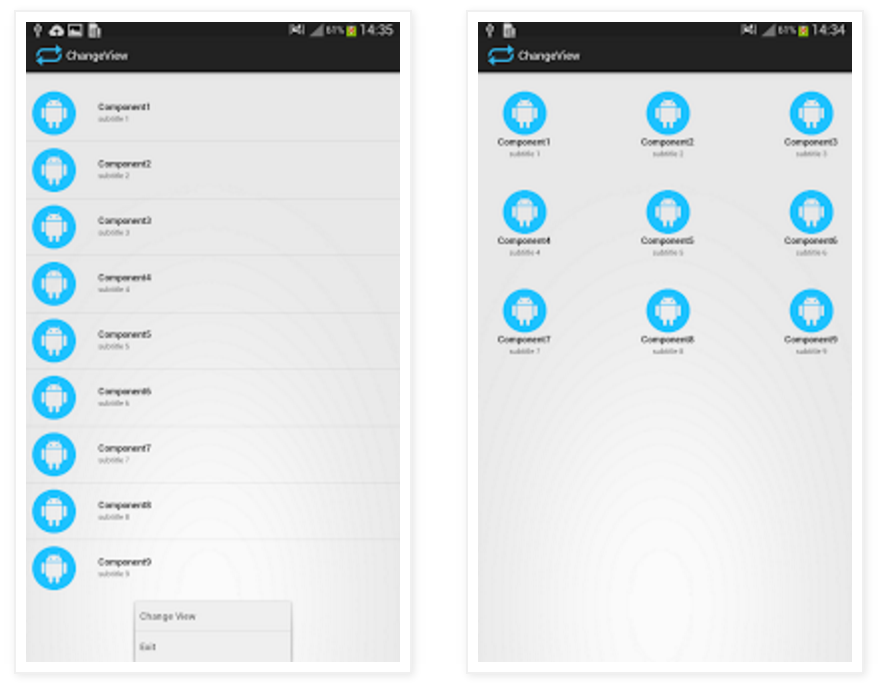 61% 14:35
ChangeView
Component1
subtitle 1
Component2
subtitle 2
Component3
subtitle 3
Component4
subtitle 4
Component5
subtitle 5
Component6
subtitle 6
Component7
subtitle 7
Component8
subtitle 8
Component9
subtitle 9
Change View
Exit
61% 14:34
ChangeView
Component1 Component2 Component3
subtitle 1 subtitle 2 subtitle 3
Component4 Component5 Component6
subtitle 4 subtitle 5 subtitle 6
Component7 Component8 Component9
subtitle 7 subtitle 8 subtitle 9